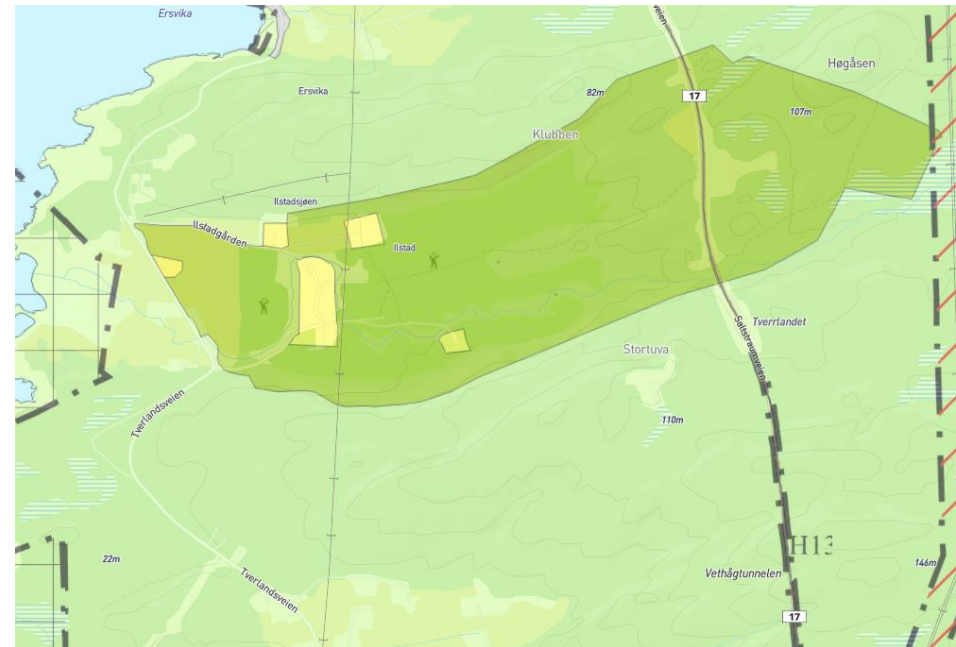 Ersvika
veien
Høgåsen
Ersvika
82m
17
107m
Klubben
Ilstadsjøen
Ilstadgården
Ilstad
Saltstraumveien
Tverrlandet
Stortuva
Tverlandsveien
110m
H13
22m
146m
Vethågtunnelen
Tverlandsveien
17